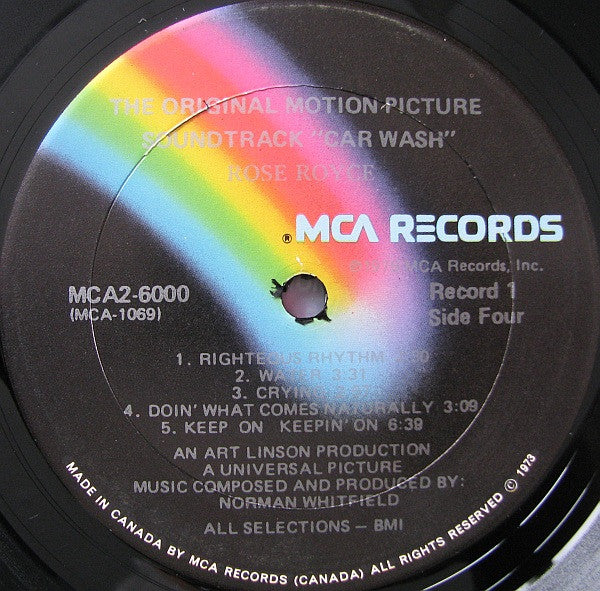 THE ORIGINAL MOTION PICTURE
SOUNDTRACK "CAR WASH"
ROSE ROYCE
® MCA RECORDS
MCA Records, Inc.
MCA2-6000
(MCA-1069)
Record 1
Side Four
1. RIGHTEOUS RHYTHM
2. WATER 3:31
3. CRYING
4. DOIN' WHAT COMES NATURALLY 3:09
5. KEEP ON KEEPIN' ON 6:39
AN ART LINSON PRODUCTION
A UNIVERSAL PICTURE
MUSIC COMPOSED AND PRODUCED BY:
NORMAN WHITFIELD
ALL SELECTIONS – BMI
MADE IN CANADA BY MCA RECORDS (CANADA) ALL RIGHTS RESERVED © 1973